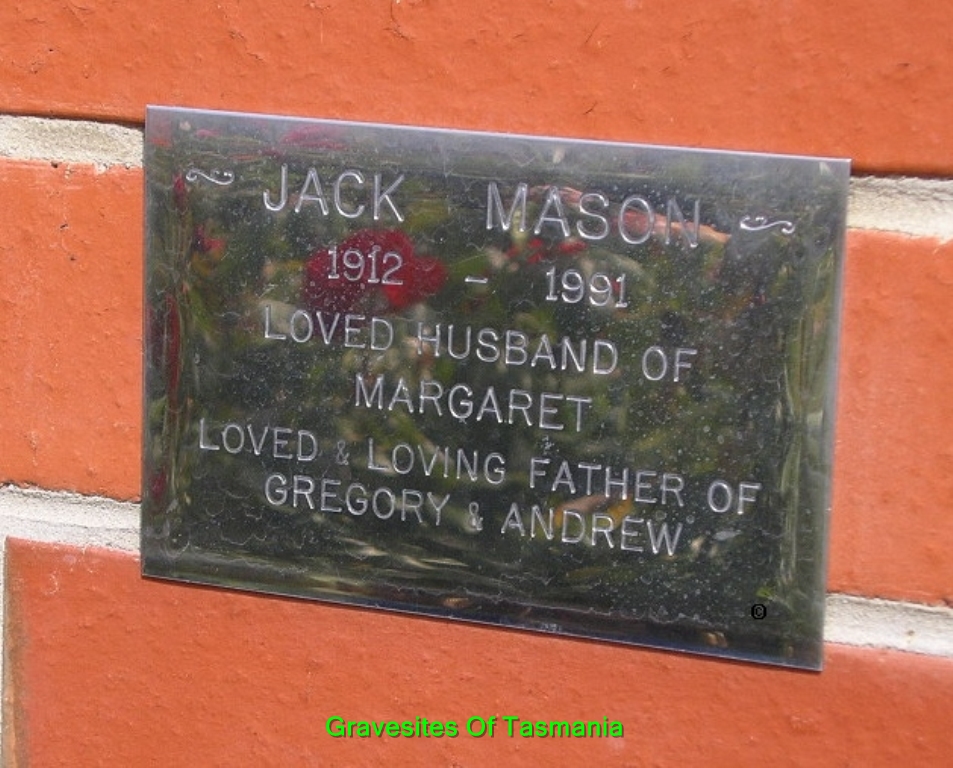 JACK MASON
1912 - 1991
LOVED HUSBAND OF
MARGARET
LOVED & LOVING FATHER OF
GREGORY & ANDREW
©
Gravesites Of Tasmania